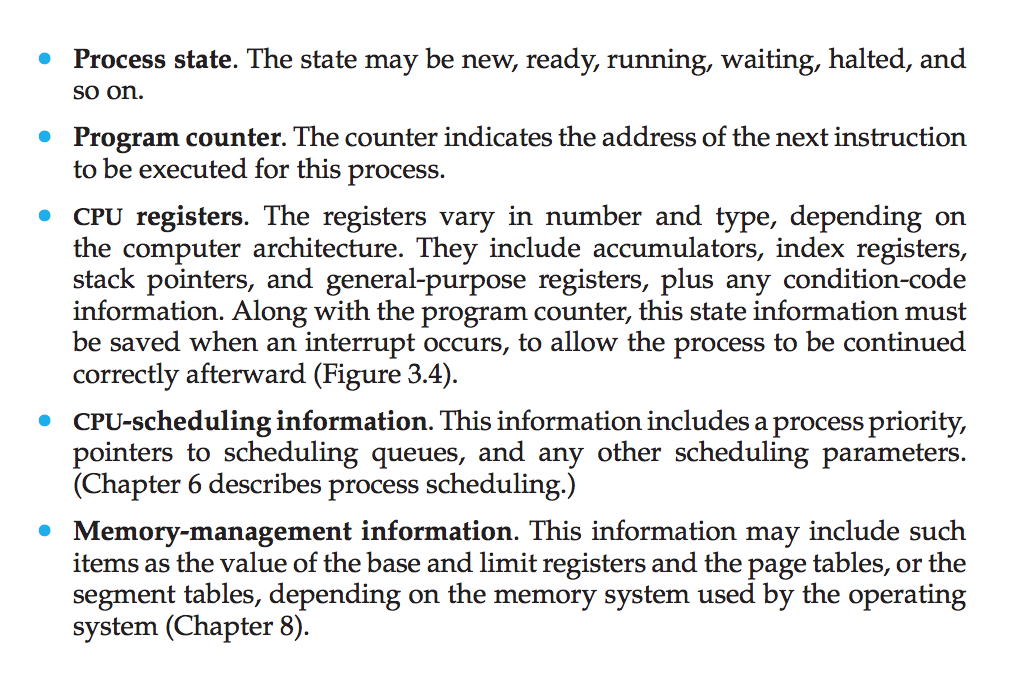 • Process state. The state may be new, ready, running, waiting, halted, and
so on.
• Program counter. The counter indicates the address of the next instruction
to be executed for this process.
• CPU registers. The registers vary in number and type, depending on
the computer architecture. They include accumulators, index registers,
stack pointers, and general-purpose registers, plus any condition-code
information. Along with the program counter, this state information must
be saved when an interrupt occurs, to allow the process to be continued
correctly afterward (Figure 3.4).
• CPU-scheduling information. This information includes a process priority,
pointers to scheduling queues, and any other scheduling parameters.
(Chapter 6 describes process scheduling.)
• Memory-management information. This information may include such
items as the value of the base and limit registers and the page tables, or the
segment tables, depending on the memory system used by the operating
system (Chapter 8).